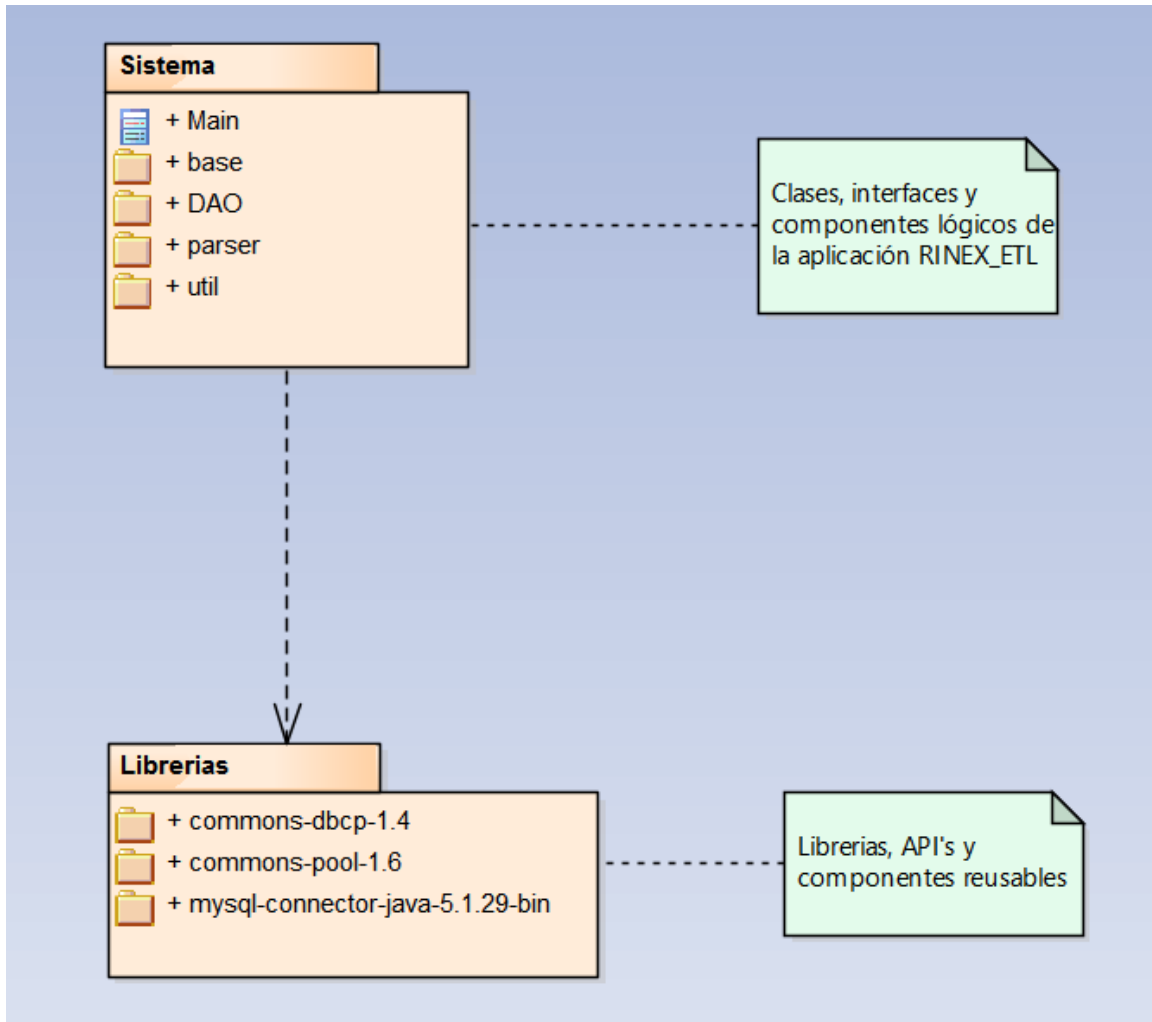 Sistema
+ Main
+ base
+ DAO
+ parser
+ util
Clases, interfaces y
componentes lógicos de
la aplicación RINEX_ETL
Librerias
+ commons-dbcp-1.4
+ commons-pool-1.6
+ mysql-connector-java-5.1.29-bin
Librerias, API's y
componentes reusables